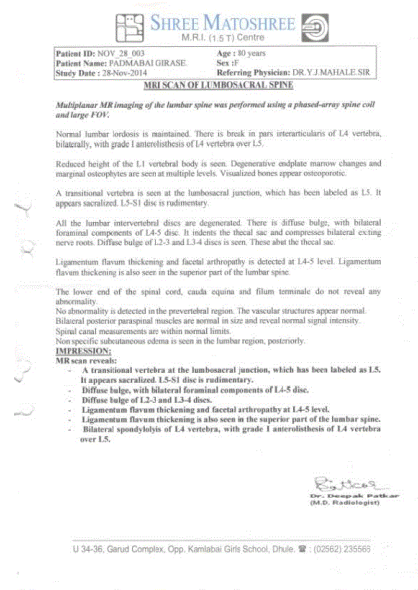 SHREE MATOSHREE
M.R.I. (1.5 T) Centre
Patient ID: NOV_28_003 Age : 80 years
Patient Name: PADMABAI GIRASE. Sex :F
Study Date : 28-Nov-2014 Referring Physician: DR.Y.J.MAHALE.SIR
MRI SCAN OF LUMBOSACRAL SPINE
Multiplanar MR imaging of the lumbar spine was performed using a phased-array spine coil
and large FOV.
Normal lumbar lordosis is maintained. There is break in pars interarticularis of L4 vertebra,
bilaterally, with grade I anterolisthesis of L4 vertebra over L5.
Reduced height of the L1 vertebral body is seen. Degenerative endplate marrow changes and
marginal osteophytes are seen at multiple levels. Visualized bones appear osteoporotic.
A transitional vertebra is seen at the lumbosacral junction, which has been labeled as L5. It
appears sacralized. L5-S1 disc is rudimentary.
All the lumbar intervertebral discs are degenerated. There is diffuse bulge, with bilateral
foraminal components of L4-5 disc. It indents the thecal sac and compresses bilateral exiting
nerve roots. Diffuse bulge of L2-3 and L3-4 discs is seen. These abut the thecal sac.
Ligamentum flavum thickening and facetal arthropathy is detected at L4-5 level. Ligamentum
flavum thickening is also seen in the superior part of the lumbar spine.
The lower end of the spinal cord, cauda equina and filum terminale do not reveal any
abnormality.
No abnormality is detected in the prevertebral region. The vascular structures appear normal.
Bilateral posterior paraspinal muscles are normal in size and reveal normal signal intensity.
Spinal canal measurements are within normal limits.
Non specific subcutaneous edema is seen in the lumbar region, posteriorly.
IMPRESSION:
MR scan reveals:
- A transitional vertebra at the lumbosacral junction, which has been labeled as L5.
It appears sacralized. L5-S1 disc is rudimentary.
- Diffuse bulge, with bilateral foraminal components of L4-5 disc.
- Diffuse bulge of L2-3 and L3-4 discs.
- Ligamentum flavum thickening and facetal arthropathy at L4-5 level.
- Ligamentum flavum thickening is also seen in the superior part of the lumbar spine.
- Bilateral spondylolyis of L4 vertebra, with grade I anterolisthesis of L4 vertebra
over L5.
Dr. Deepak Patkar
(M.D. Radiologist)
U 34-36, Garud Complex, Opp. Kamlabai Girls School, Dhule. ☎ : (02562) 235565